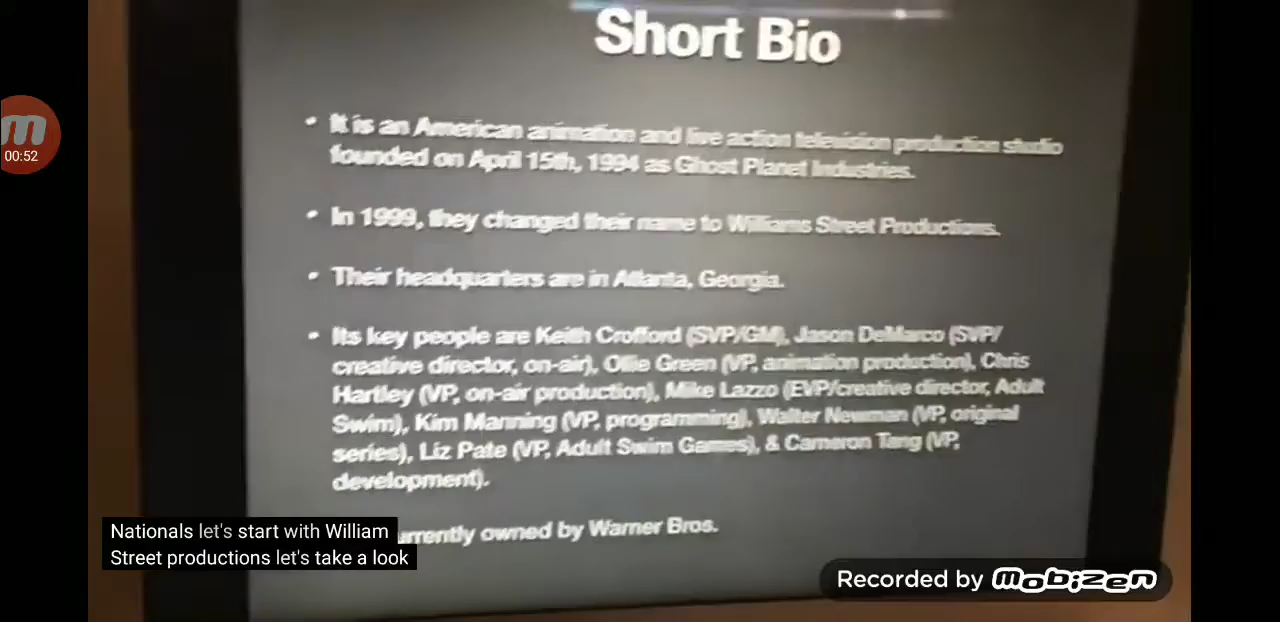 Short Bio
• It is an American animation and live action television production studio
founded on April 15th, 1994 as Ghost Planet Industries.
• In 1999, they changed their name to Williams Street Productions.
• Their headquarters are in Atlanta, Georgia.
• Its key people are Keith Crofford (SVP/GM), Jason DeMarco (SVP/
creative director, on-air), Ollie Green (VP, animation production), Chris
Hartley (VP, on-air production), Mike Lazzo (EVP/creative director, Adult
Swim), Kim Manning (VP, programming), Walter Newman (VP, original
series), Liz Pate (VP, Adult Swim Games), & Cameron Tang (VP,
development).
urrently owned by Warner Bros.
m
00:52
Nationals let's start with William
Street productions let's take a look
Recorded by mobizen